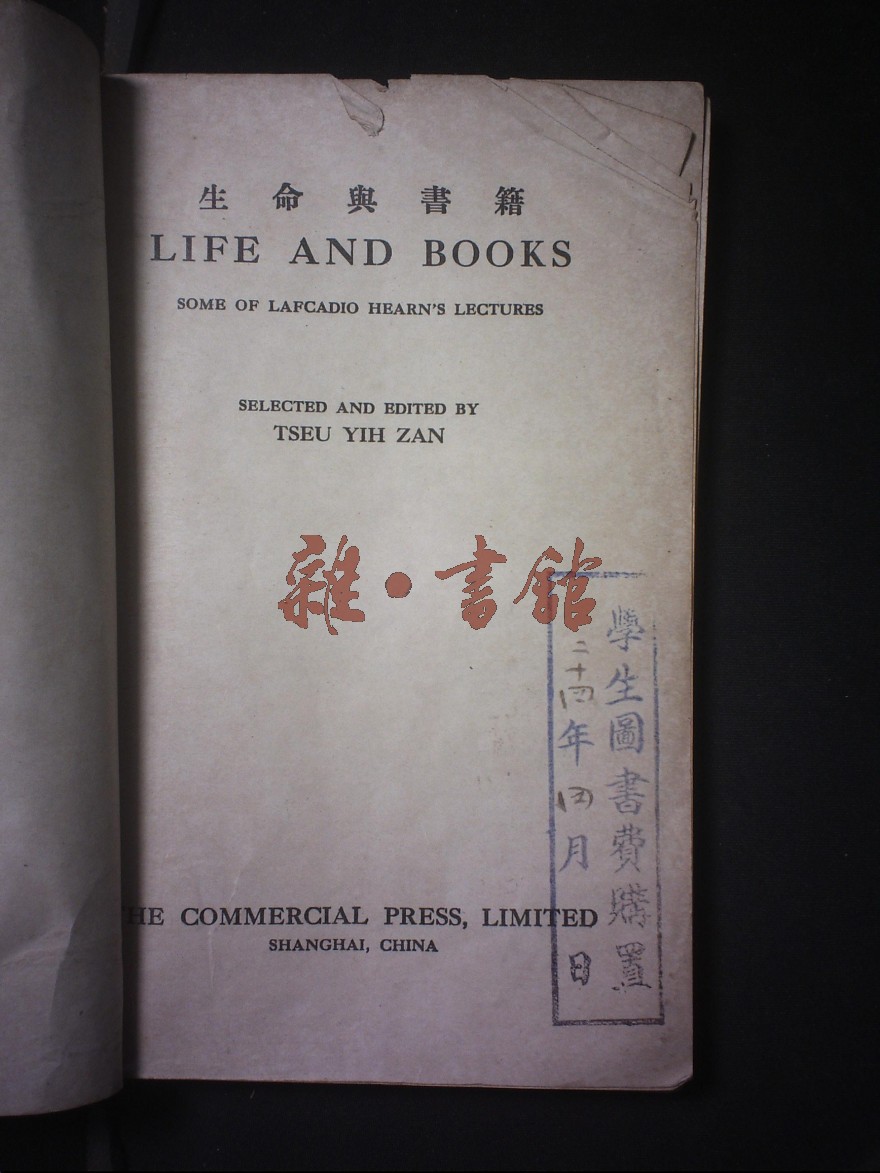 生命與書籍
LIFE AND BOOKS
SOME OF LAFCADIO HEARN'S LECTURES
SELECTED AND EDITED BY
TSEU YIH ZAN
雜·書館
學生圖書費購置
二十四年四月 日
THE COMMERCIAL PRESS, LIMITED
SHANGHAI, CHINA